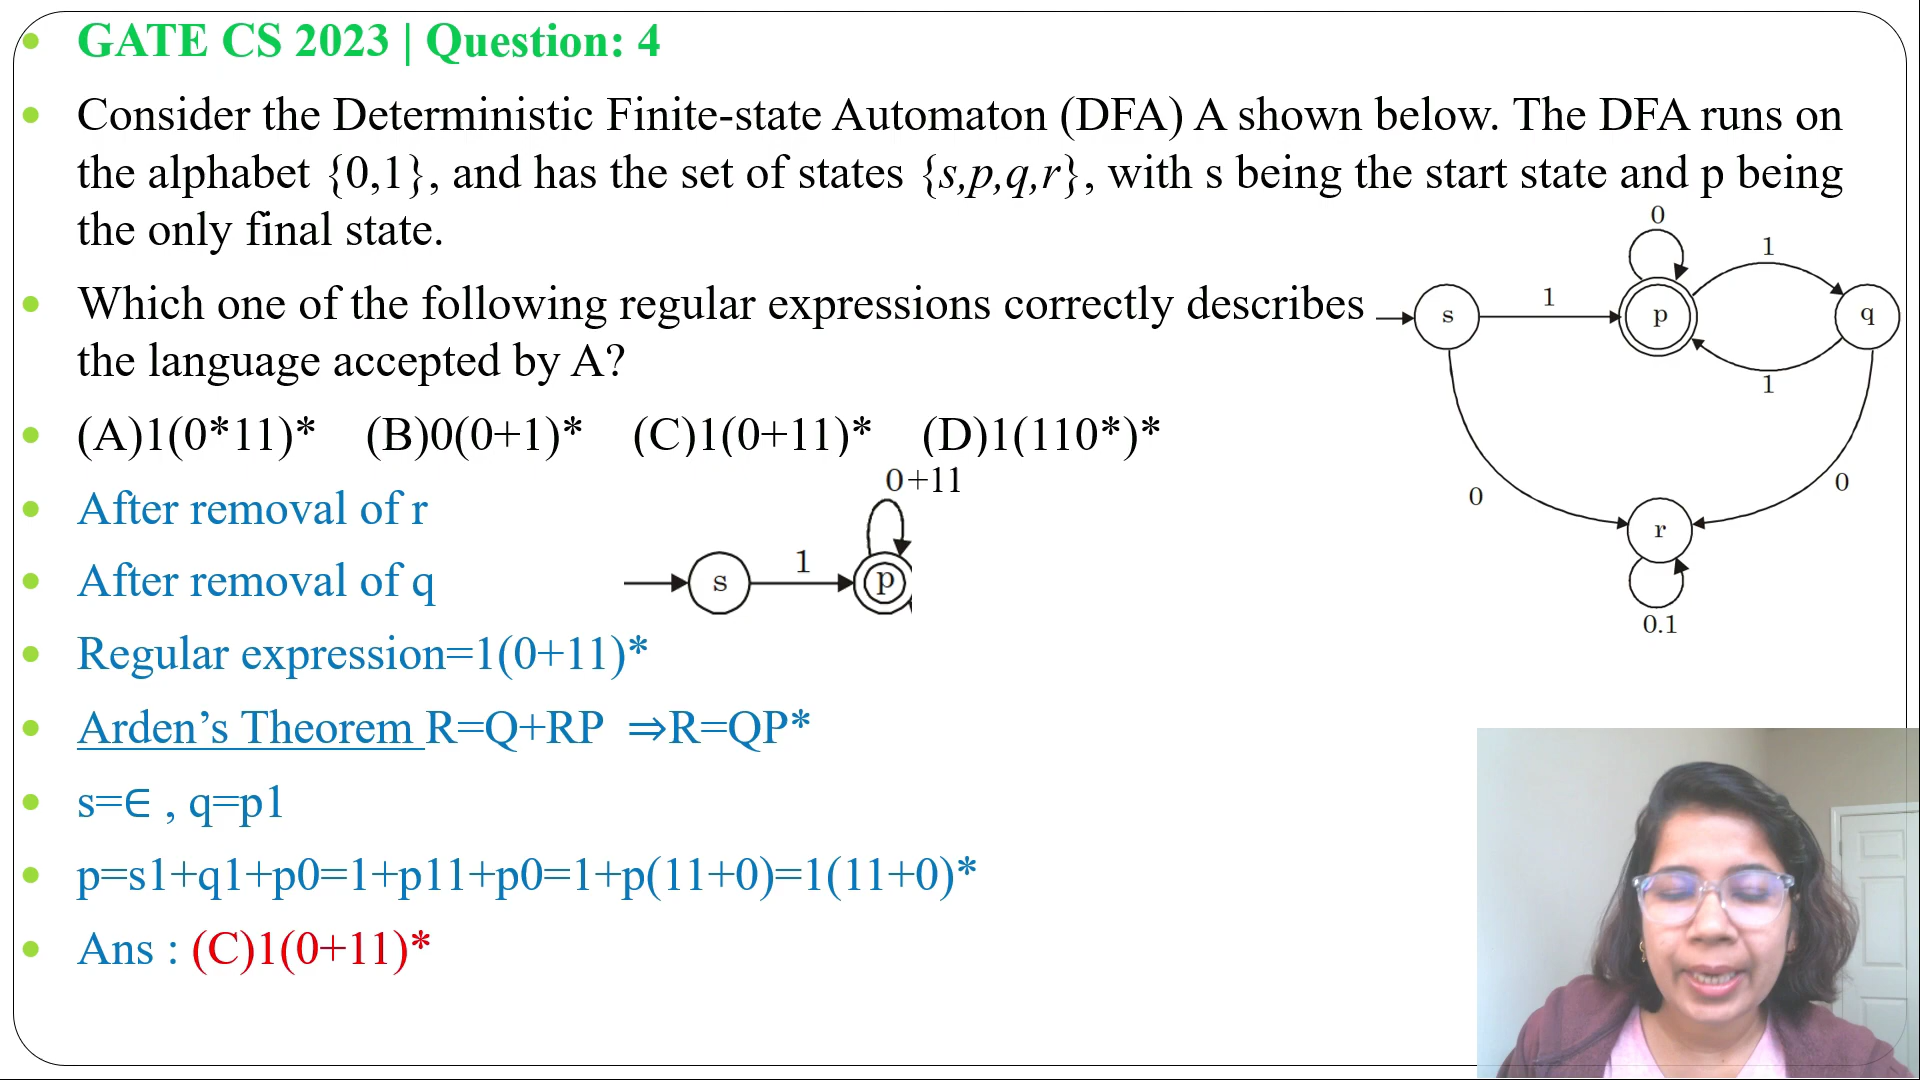 GATE CS 2023 | Question: 4
Consider the Deterministic Finite-state Automaton (DFA) A shown below. The DFA runs on
the alphabet {0,1}, and has the set of states {s,p,q,r}, with s being the start state and p being
the only final state.
Which one of the following regular expressions correctly describes
the language accepted by A?
(A)1(0*11)* (B)0(0+1)* (C)1(0+11)* (D)1(110*)*
After removal of r
After removal of q
Regular expression=1(0+11)*
Arden’s Theorem R=Q+RP ⇒R=QP*
s=∈ , q=p1
p=s1+q1+p0=1+p11+p0=1+p(11+0)=1(11+0)*
Ans : (C)1(0+11)*
0+11
s
1
p
0
1
s
1
p
q
1
0
0
r
0.1